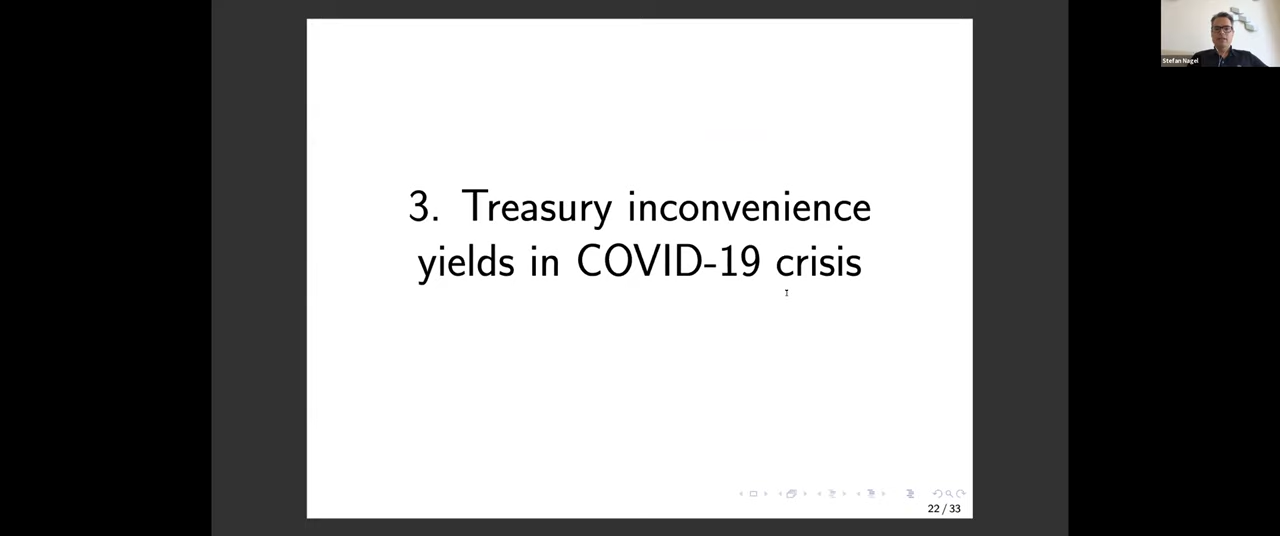 Stefan Nagel
3. Treasury inconvenience
yields in COVID-19 crisis
22 / 33